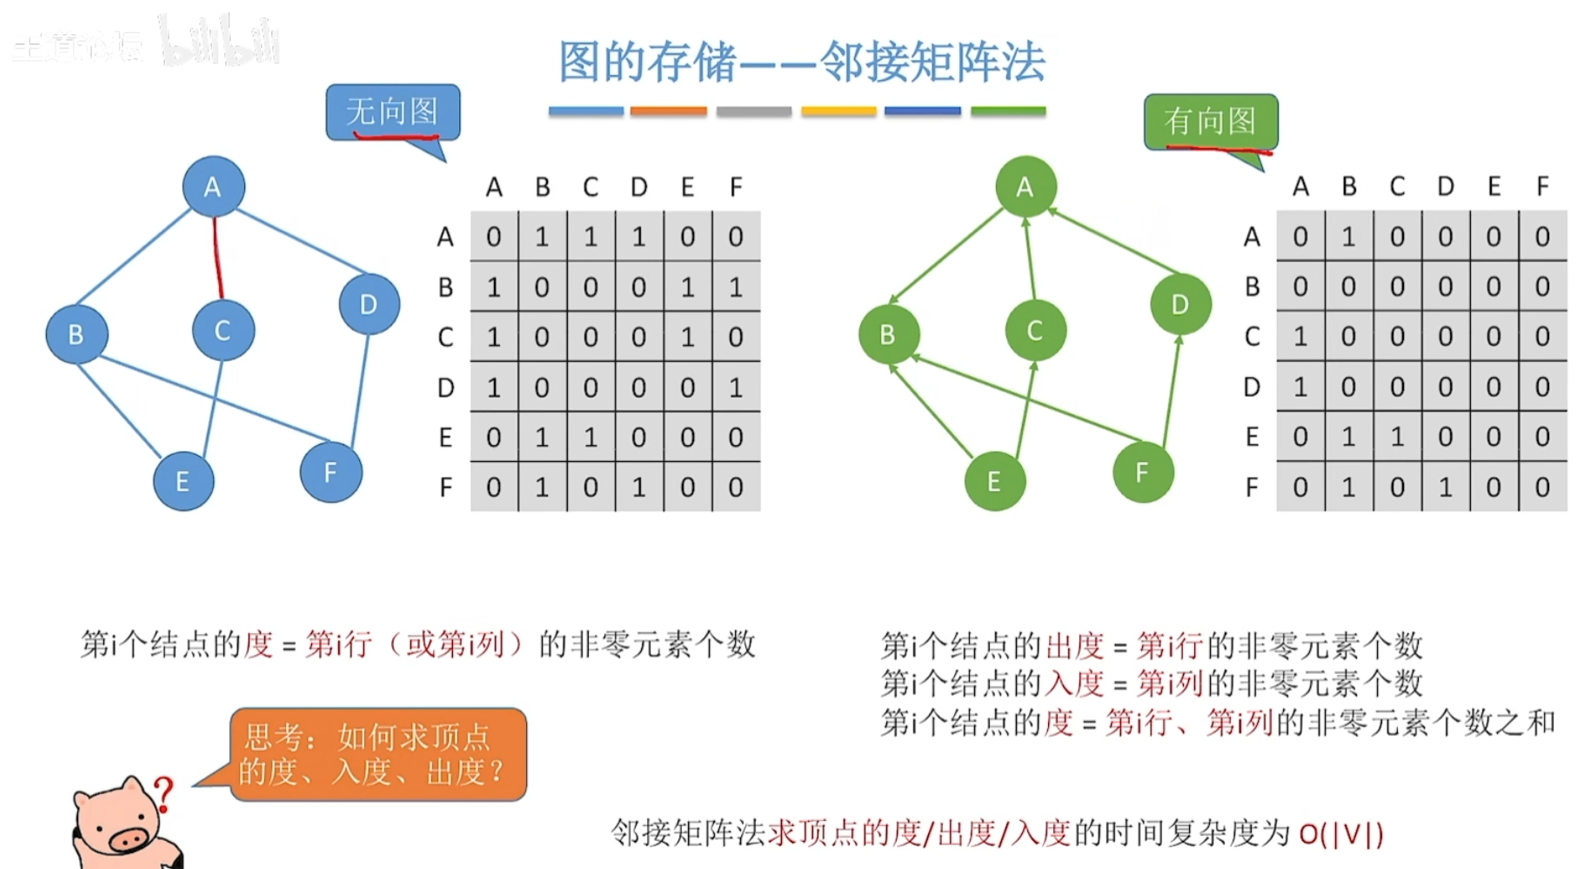 王道论坛 bilibili
图的存储——邻接矩阵法
无向图
有向图
A
B
C
D
E
F
A B C D E F
A 0 1 1 1 0 0
B 1 0 0 0 1 1
C 1 0 0 0 1 0
D 1 0 0 0 0 1
E 0 1 1 0 0 0
F 0 1 0 1 0 0
A
B
C
D
E
F
A B C D E F
A 0 1 0 0 0 0
B 0 0 0 0 0 0
C 1 0 0 0 0 0
D 1 0 0 0 0 0
E 0 1 1 0 0 0
F 0 1 0 1 0 0
第i个结点的度 = 第i行（或第i列）的非零元素个数
第i个结点的出度 = 第i行的非零元素个数
第i个结点的入度 = 第i列的非零元素个数
第i个结点的度 = 第i行、第i列的非零元素个数之和
思考：如何求顶点
的度、入度、出度？
?
邻接矩阵法求顶点的度/出度/入度的时间复杂度为 O(|V|)